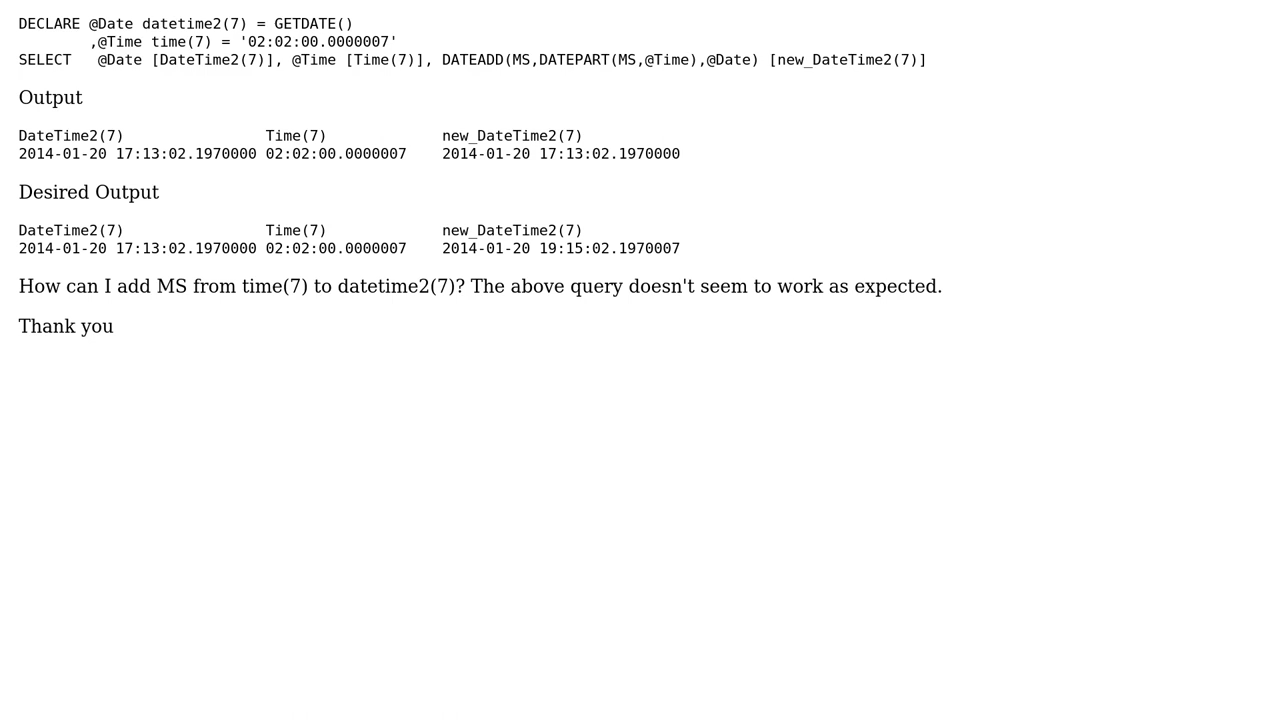 DECLARE @Date datetime2(7) = GETDATE()
        ,@Time time(7) = '02:02:00.0000007'
SELECT   @Date [DateTime2(7)], @Time [Time(7)], DATEADD(MS,DATEPART(MS,@Time),@Date) [new_DateTime2(7)]
Output
DateTime2(7)                Time(7)             new_DateTime2(7)
2014-01-20 17:13:02.1970000 02:02:00.0000007    2014-01-20 17:13:02.1970000
Desired Output
DateTime2(7)                Time(7)             new_DateTime2(7)
2014-01-20 17:13:02.1970000 02:02:00.0000007    2014-01-20 19:15:02.1970007
How can I add MS from time(7) to datetime2(7)? The above query doesn't seem to work as expected.
Thank you